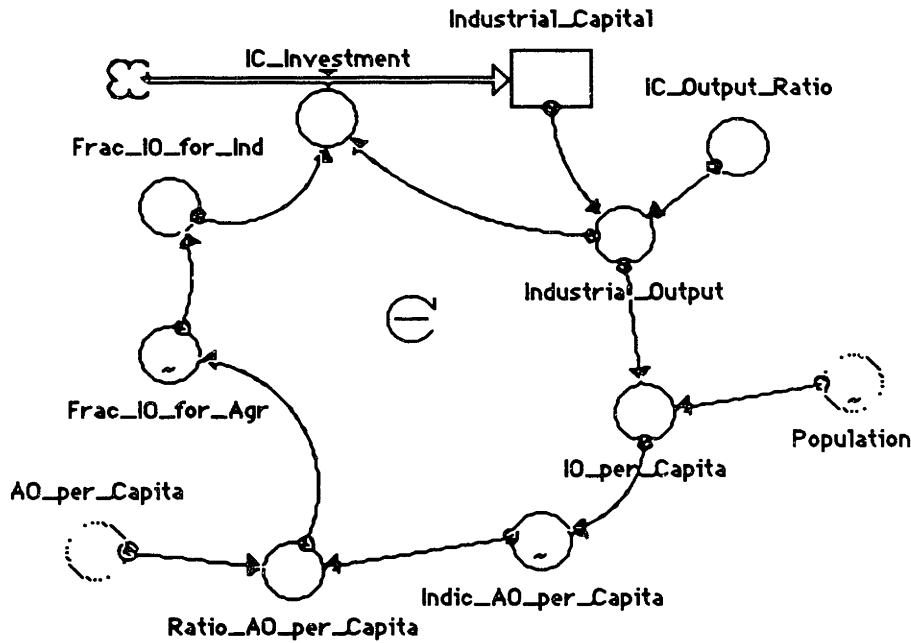 Industrial_Capital
IC_Investment
IC_Output_Ratio
Frac_IO_for_Ind
Industrial_Output
Frac_IO_for_Agr
Population
IO_per_Capita
AO_per_Capita
Indic_AO_per_Capita
Ratio_AO_per_Capita